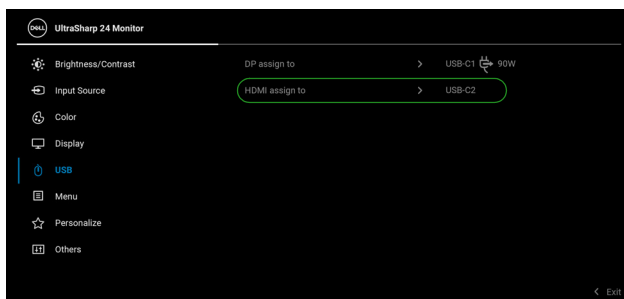 DELL UltraSharp 24 Monitor
Brightness/Contrast
DP assign to > USB-C1 90W
Input Source
HDMI assign to > USB-C2
Color
Display
USB
Menu
Personalize
Others
< Exit